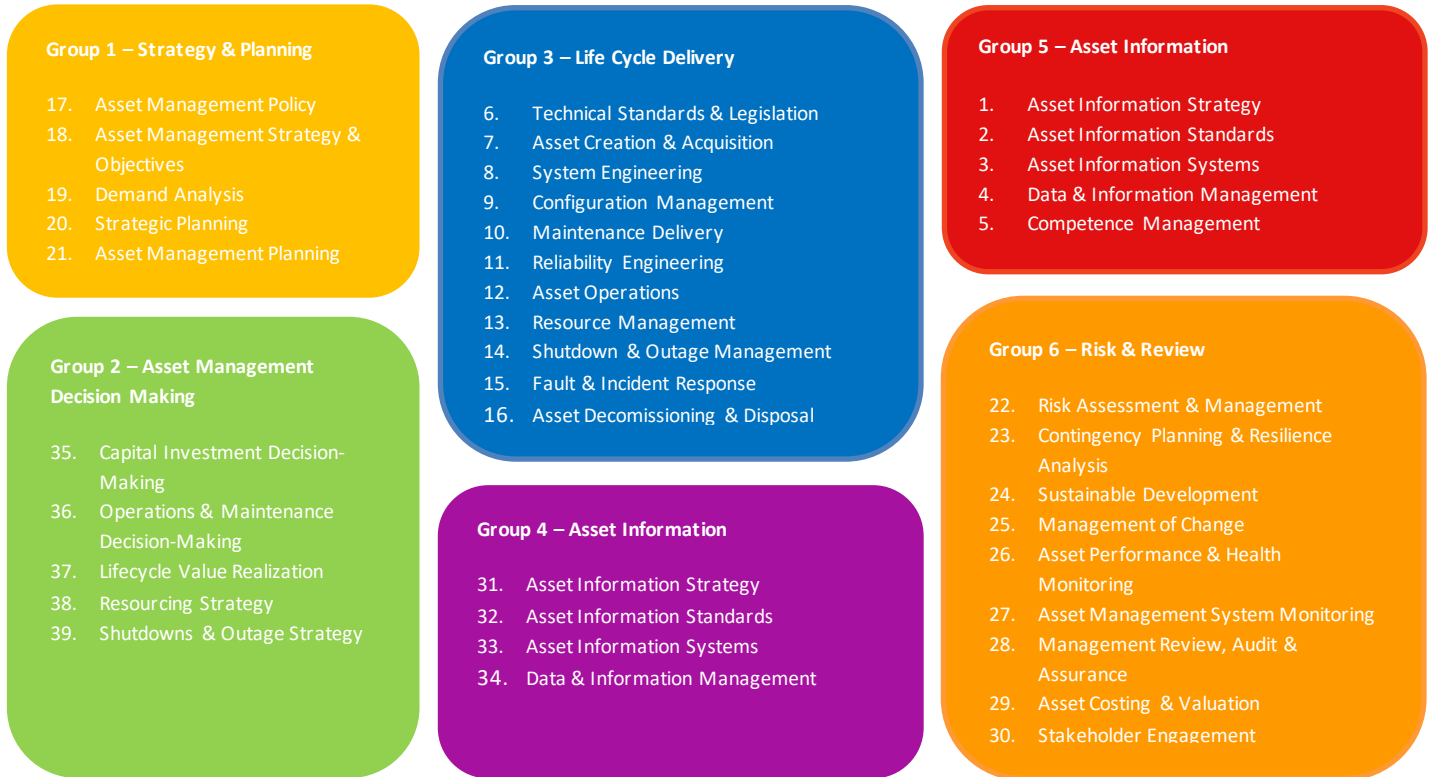 Group 1 – Strategy & Planning
17. Asset Management Policy
18. Asset Management Strategy &
Objectives
19. Demand Analysis
20. Strategic Planning
21. Asset Management Planning
Group 2 – Asset Management
Decision Making
35. Capital Investment Decision-
Making
36. Operations & Maintenance
Decision-Making
37. Lifecycle Value Realization
38. Resourcing Strategy
39. Shutdowns & Outage Strategy
Group 3 – Life Cycle Delivery
6. Technical Standards & Legislation
7. Asset Creation & Acquisition
8. System Engineering
9. Configuration Management
10. Maintenance Delivery
11. Reliability Engineering
12. Asset Operations
13. Resource Management
14. Shutdown & Outage Management
15. Fault & Incident Response
16. Asset Decomissioning & Disposal
Group 4 – Asset Information
31. Asset Information Strategy
32. Asset Information Standards
33. Asset Information Systems
34. Data & Information Management
Group 5 – Asset Information
1. Asset Information Strategy
2. Asset Information Standards
3. Asset Information Systems
4. Data & Information Management
5. Competence Management
Group 6 – Risk & Review
22. Risk Assessment & Management
23. Contingency Planning & Resilience
Analysis
24. Sustainable Development
25. Management of Change
26. Asset Performance & Health
Monitoring
27. Asset Management System Monitoring
28. Management Review, Audit &
Assurance
29. Asset Costing & Valuation
30. Stakeholder Engagement